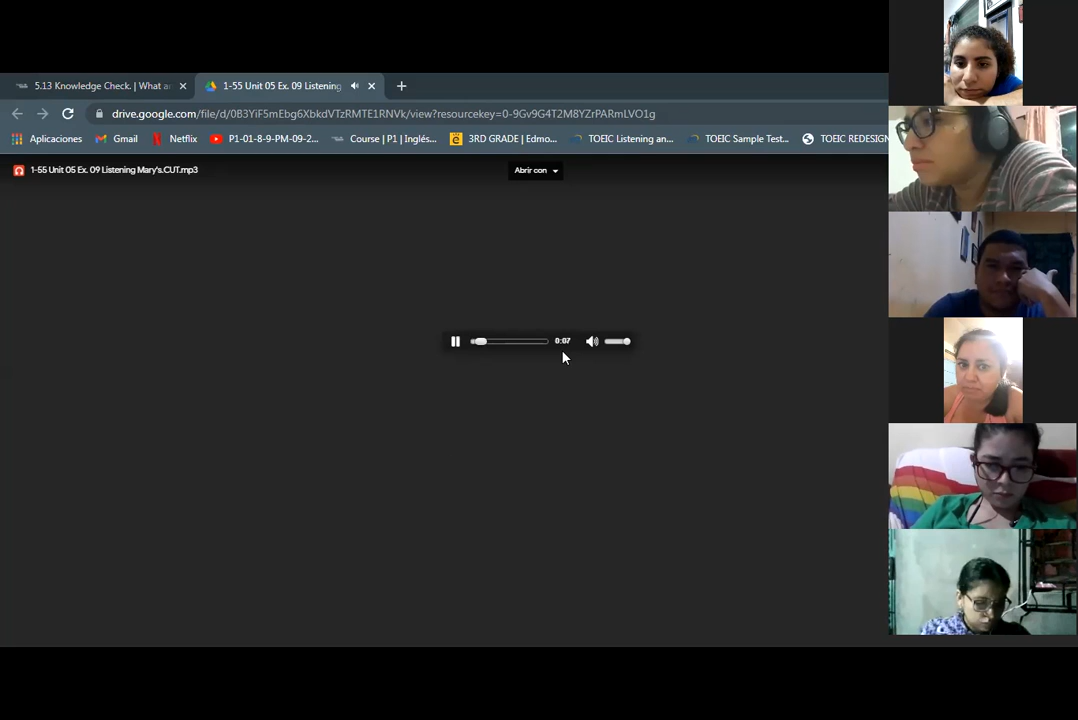 5.13 Knowledge Check. | What a
1-55 Unit 05 Ex. 09 Listening
drive.google.com/file/d/0B3YiF5mEbg6XbkdVTzRMTE1RNVk/view?resourcekey=0-9Gv9G4T2M8YZrPARmLVO1g
Aplicaciones
Gmail
Netflix
P1-01-8-9-PM-09-2...
Course | P1 | Inglés...
3RD GRADE | Edmo...
TOEIC Listening an...
TOEIC Sample Test...
TOEIC REDESIGN
1-55 Unit 05 Ex. 09 Listening Mary's.CUT.mp3
Abrir con
0:07